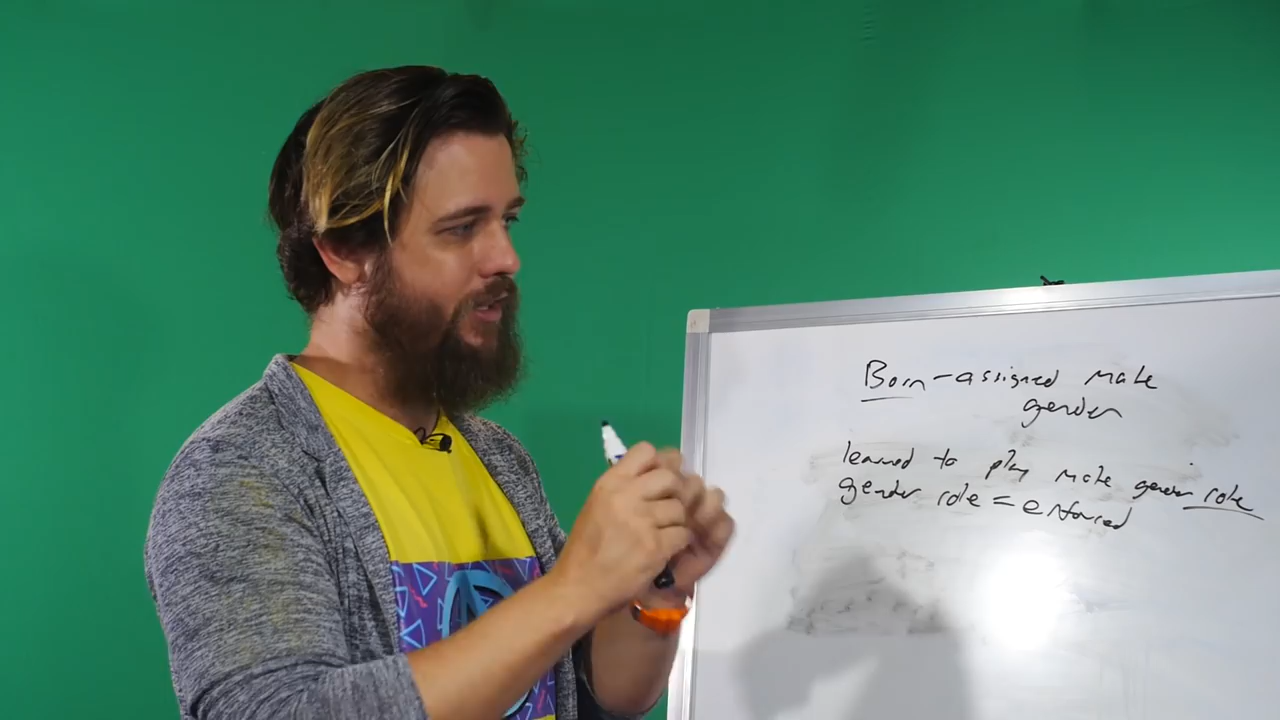 Born - assigned male
gender
learned to play male gender role
gender role = enforced